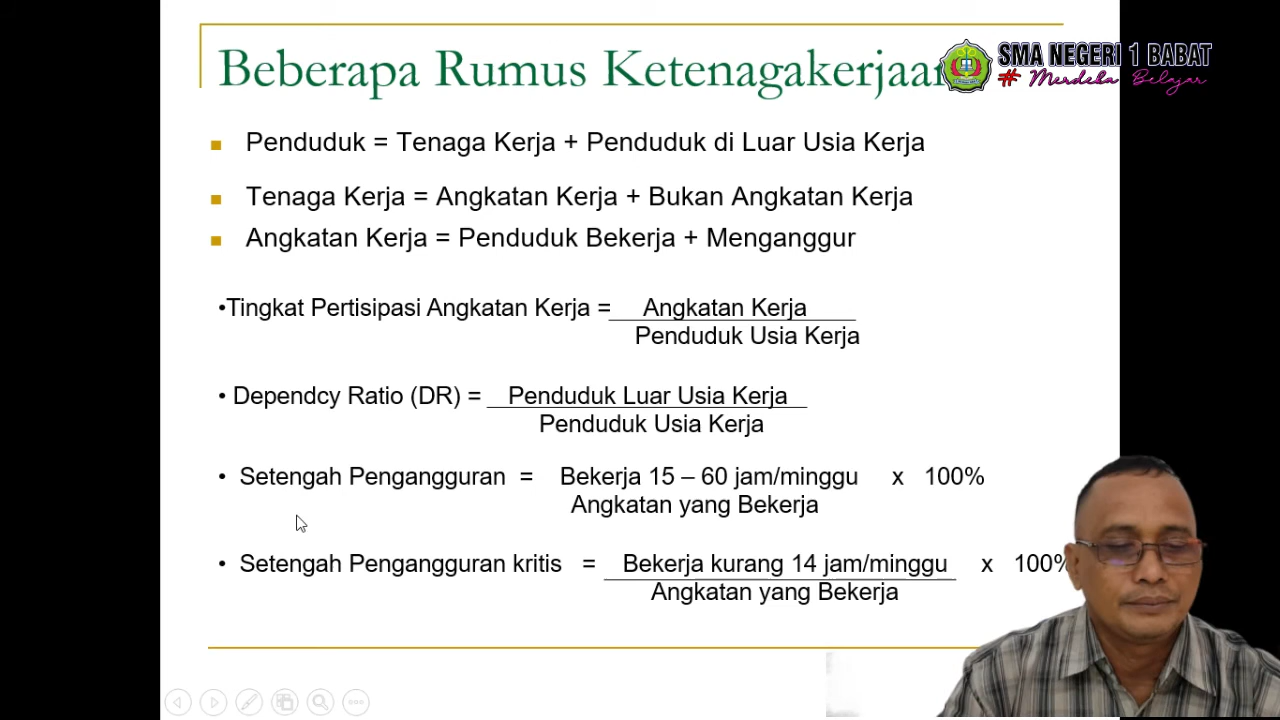 Beberapa Rumus Ketenagakerjaan
SMA NEGERI 1 BABAT
# Merdeka Belajar
Penduduk = Tenaga Kerja + Penduduk di Luar Usia Kerja
Tenaga Kerja = Angkatan Kerja + Bukan Angkatan Kerja
Angkatan Kerja = Penduduk Bekerja + Menganggur
•Tingkat Pertisipasi Angkatan Kerja = Angkatan Kerja
Penduduk Usia Kerja
• Dependcy Ratio (DR) = Penduduk Luar Usia Kerja
Penduduk Usia Kerja
• Setengah Pengangguran = Bekerja 15 – 60 jam/minggu x 100%
Angkatan yang Bekerja
• Setengah Pengangguran kritis = Bekerja kurang 14 jam/minggu x 100%
Angkatan yang Bekerja